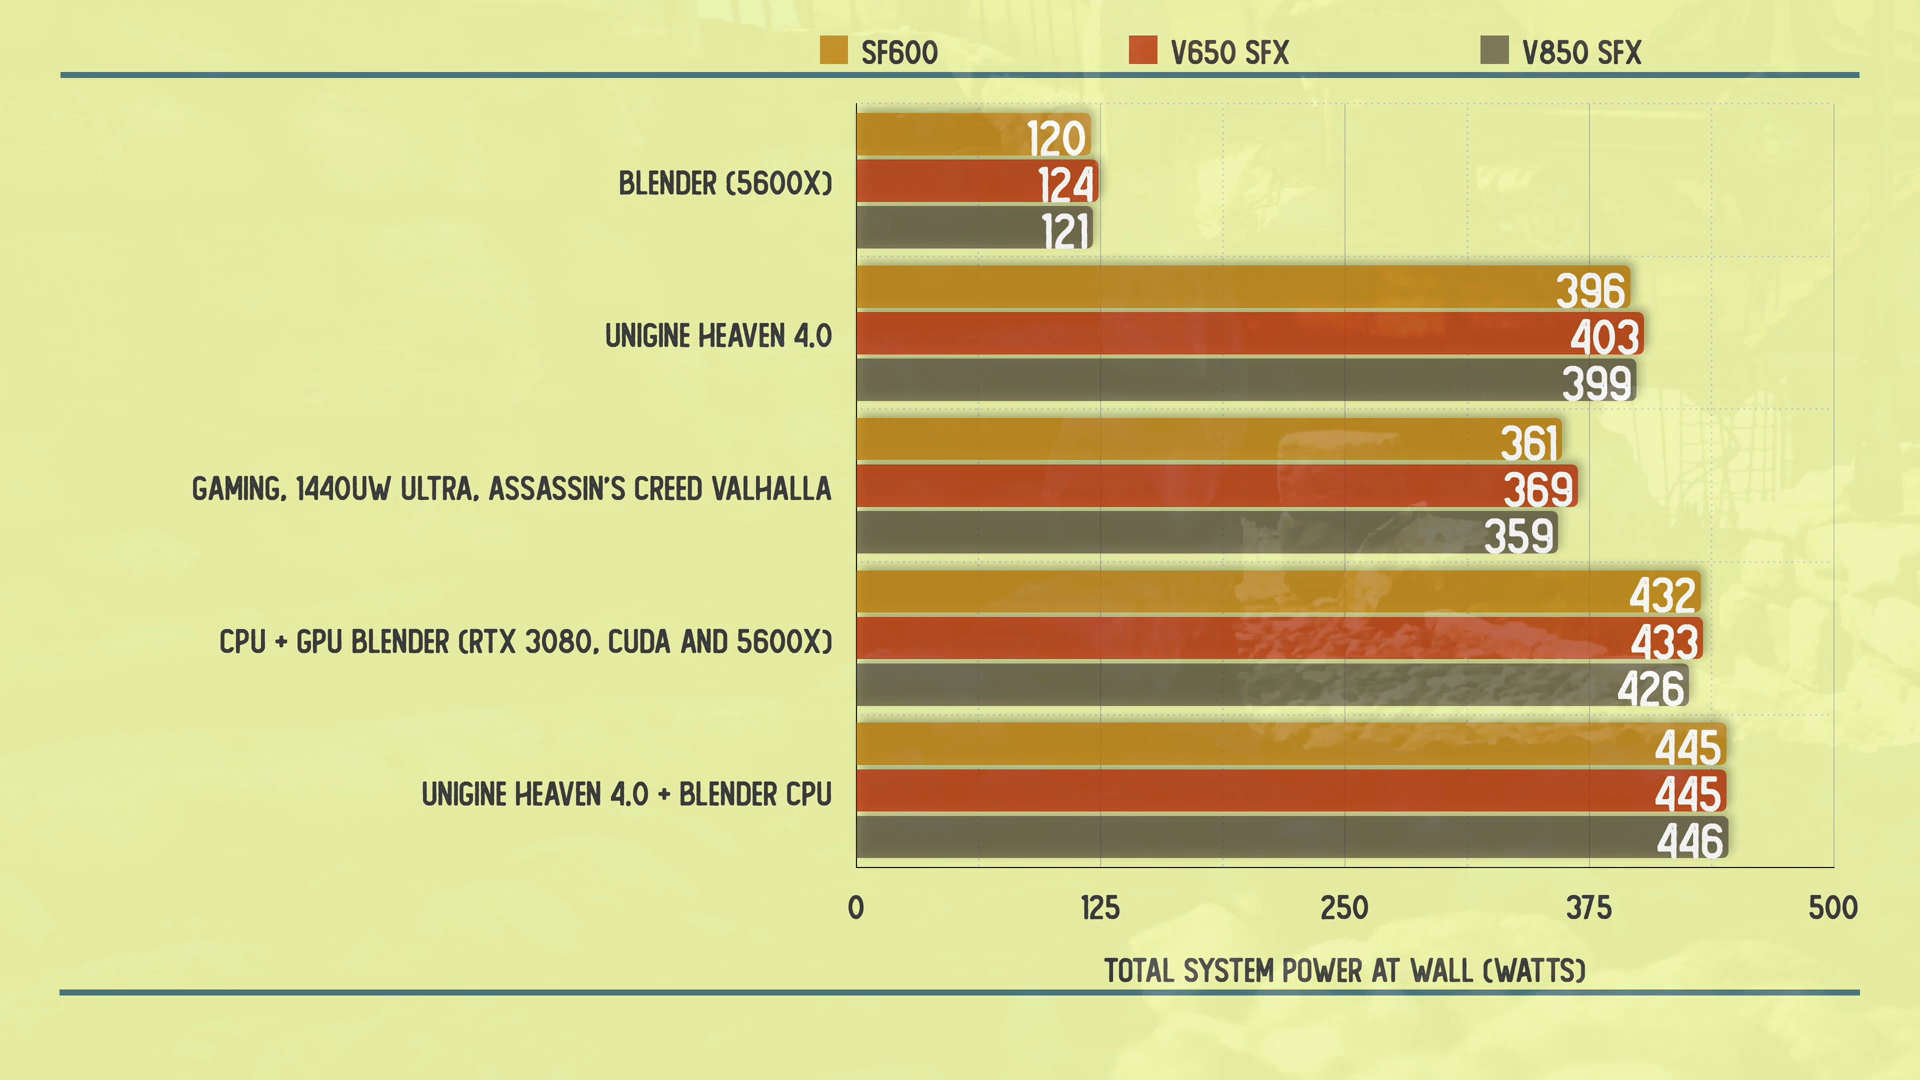 SF600 V650 SFX V850 SFX
BLENDER (5600X)
120
124
121
UNIGINE HEAVEN 4.0
396
403
399
GAMING, 1440UW ULTRA, ASSASSIN'S CREED VALHALLA
361
369
359
CPU + GPU BLENDER (RTX 3080, CUDA AND 5600X)
432
433
426
UNIGINE HEAVEN 4.0 + BLENDER CPU
445
445
446
0 125 250 375 500
TOTAL SYSTEM POWER AT WALL (WATTS)